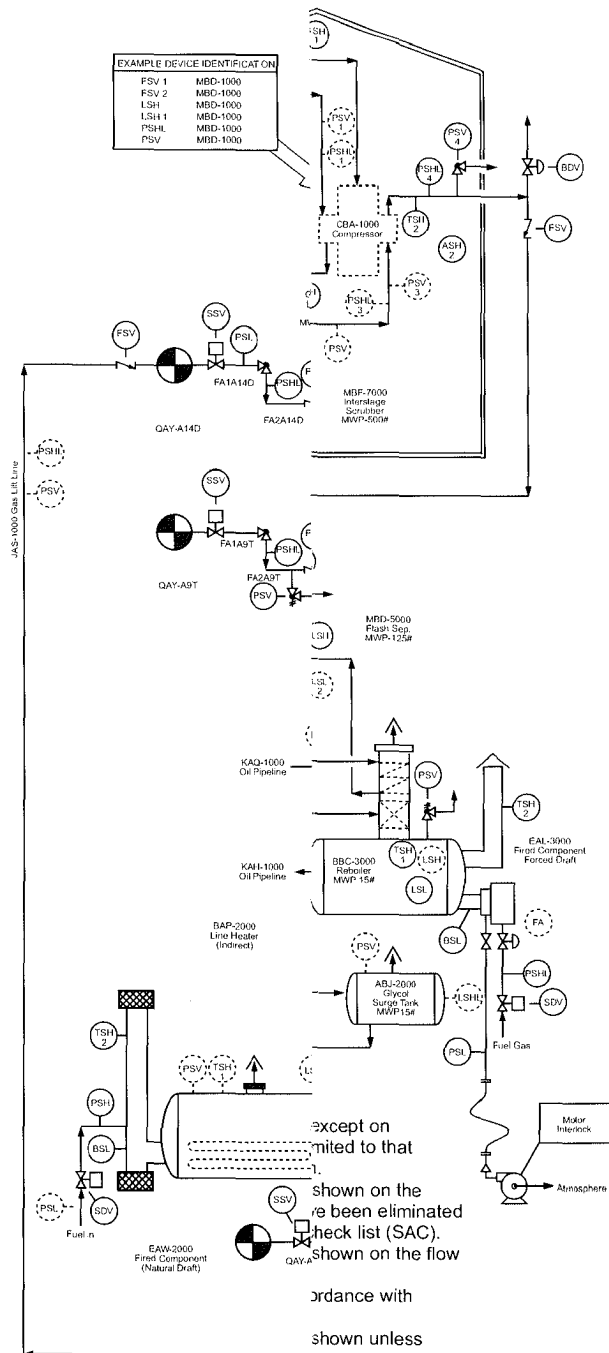 SH
1
EXAMPLE DEVICE IDENTIFICATION
FSV 1 MBD-1000
FSV 2 MBD-1000
LSH MBD-1000
LSH 1 MBD-1000
PSHL MBD-1000
PSV MBD-1000
PSV
1
PSHL
1
PSV
4
PSHL
4
BDV
CBA-1000
Compressor
TSH
2
ASH
2
FSV
PSHL
3
PSV
3
PSV
FSV
SSV
PSL
FA1A14D
PSHL
FA2A14D
QAY-A14D
MBF-7000
Interstage
Scrubber
MWP-500#
JAS-1000 Gas Lift Line
PSHL
PSV
SSV
FA1A9T
PSHL
QAY-A9T
FA2A9T
PSV
MBD-5000
Flash Sep.
MWP-125#
LSH
LSL
2
KAQ-1000
Oil Pipeline
PSV
TSH
2
EAL-3000
Fired Component
Forced Draft
KAH-1000
Oil Pipeline
BBC-3000
Reboiler
MWP 15#
TSH
1
LSH
LSL
BSL
FA
BAP-2000
Line Heater
(Indirect)
PSV
ABJ-2000
Glycol
Surge Tank
MWP15#
LSHL
PSHL
SDV
Fuel Gas
PSL
TSH
2
PSV
TSH
1
PSH
BSL
PSL
SDV
Fuel In
Motor
Interlock
Atmosphere
EAW-2000
Fired Component
(Natural Draft)
SSV
QAY-A
except on
mited to that
n.
shown on the
ve been eliminated
check list (SAC).
shown on the flow
ordance with
shown unless